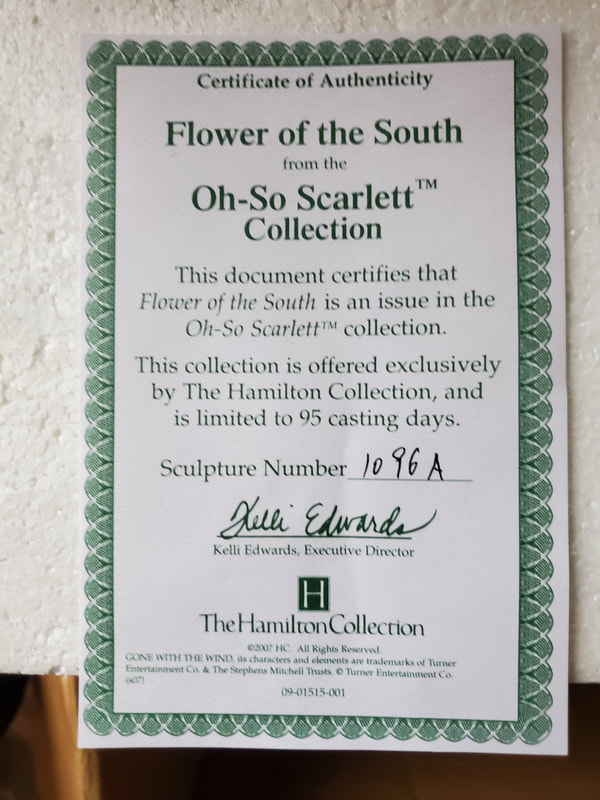 Certificate of Authenticity
Flower of the South
from the
Oh-So Scarlett™
Collection
This document certifies that
Flower of the South is an issue in the
Oh-So Scarlett™ collection.
This collection is offered exclusively
by The Hamilton Collection, and
is limited to 95 casting days.
Sculpture Number 1096A
Kelli Edwards
Kelli Edwards, Executive Director
H
The Hamilton Collection
©2007 HC. All Rights Reserved.
GONE WITH THE WIND, its characters and elements are trademarks of Turner
Entertainment Co. & The Stephens Mitchell Trusts. © Turner Entertainment Co.
(s07)
09-01515-001